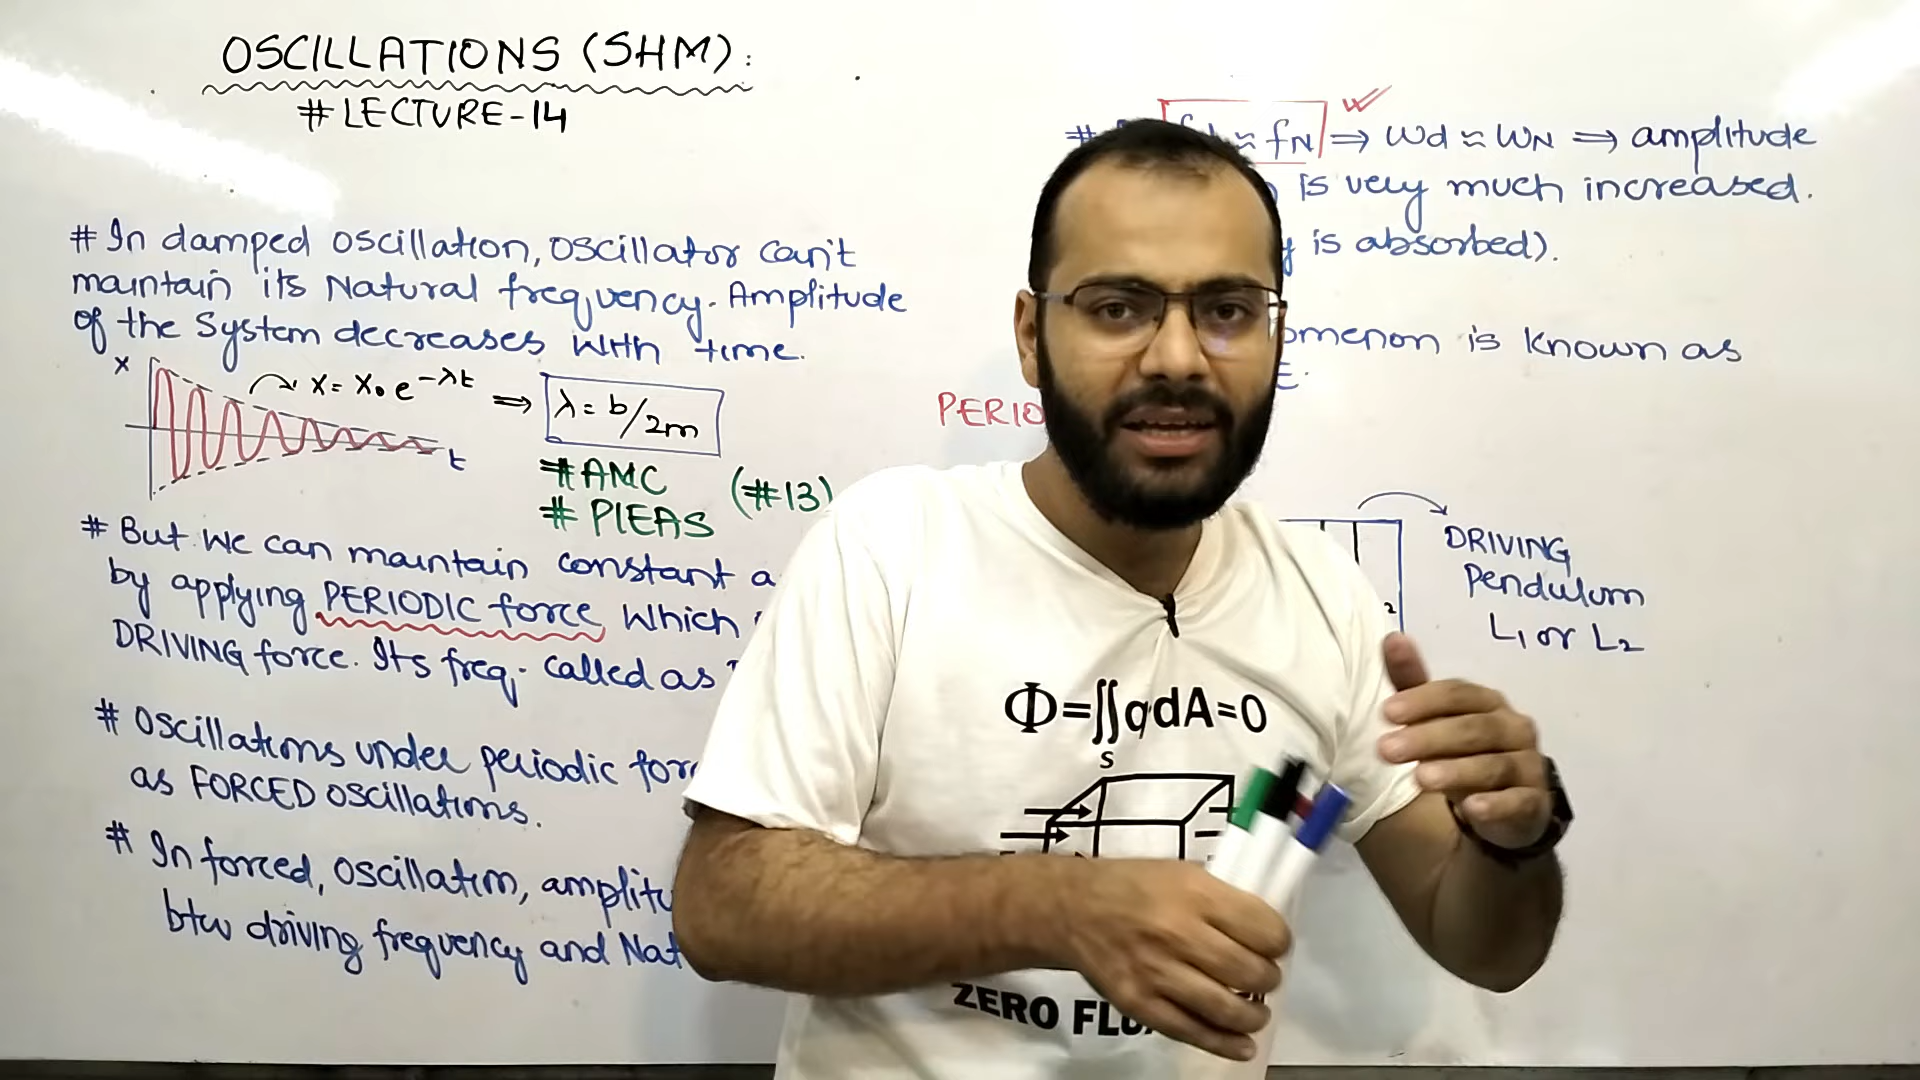 OSCILLATIONS (SHM):
#LECTURE-14
# In damped oscillation, oscillator can't
maintain its Natural frequency. Amplitude
of the System decreases with time.
x
x = x₀ e^-λt ⇒ λ = b/2m
t
#AMC (#13)
# PIEAS
# But we can maintain constant a
by applying PERIODIC force which
DRIVING force. Its freq. called as
# Oscillations under periodic for
as FORCED oscillations.
# In forced, oscillation, amplitu
btw driving frequency and Nat
# ≈ fN ⇒ wd ≈ wN ⇒ amplitude
is very much increased.
y is absorbed).
omenon is known as
E.
PERIO
DRIVING
Pendulum
L₁ or L₂
2
Φ=∬qdA=0
S
ZERO FLU